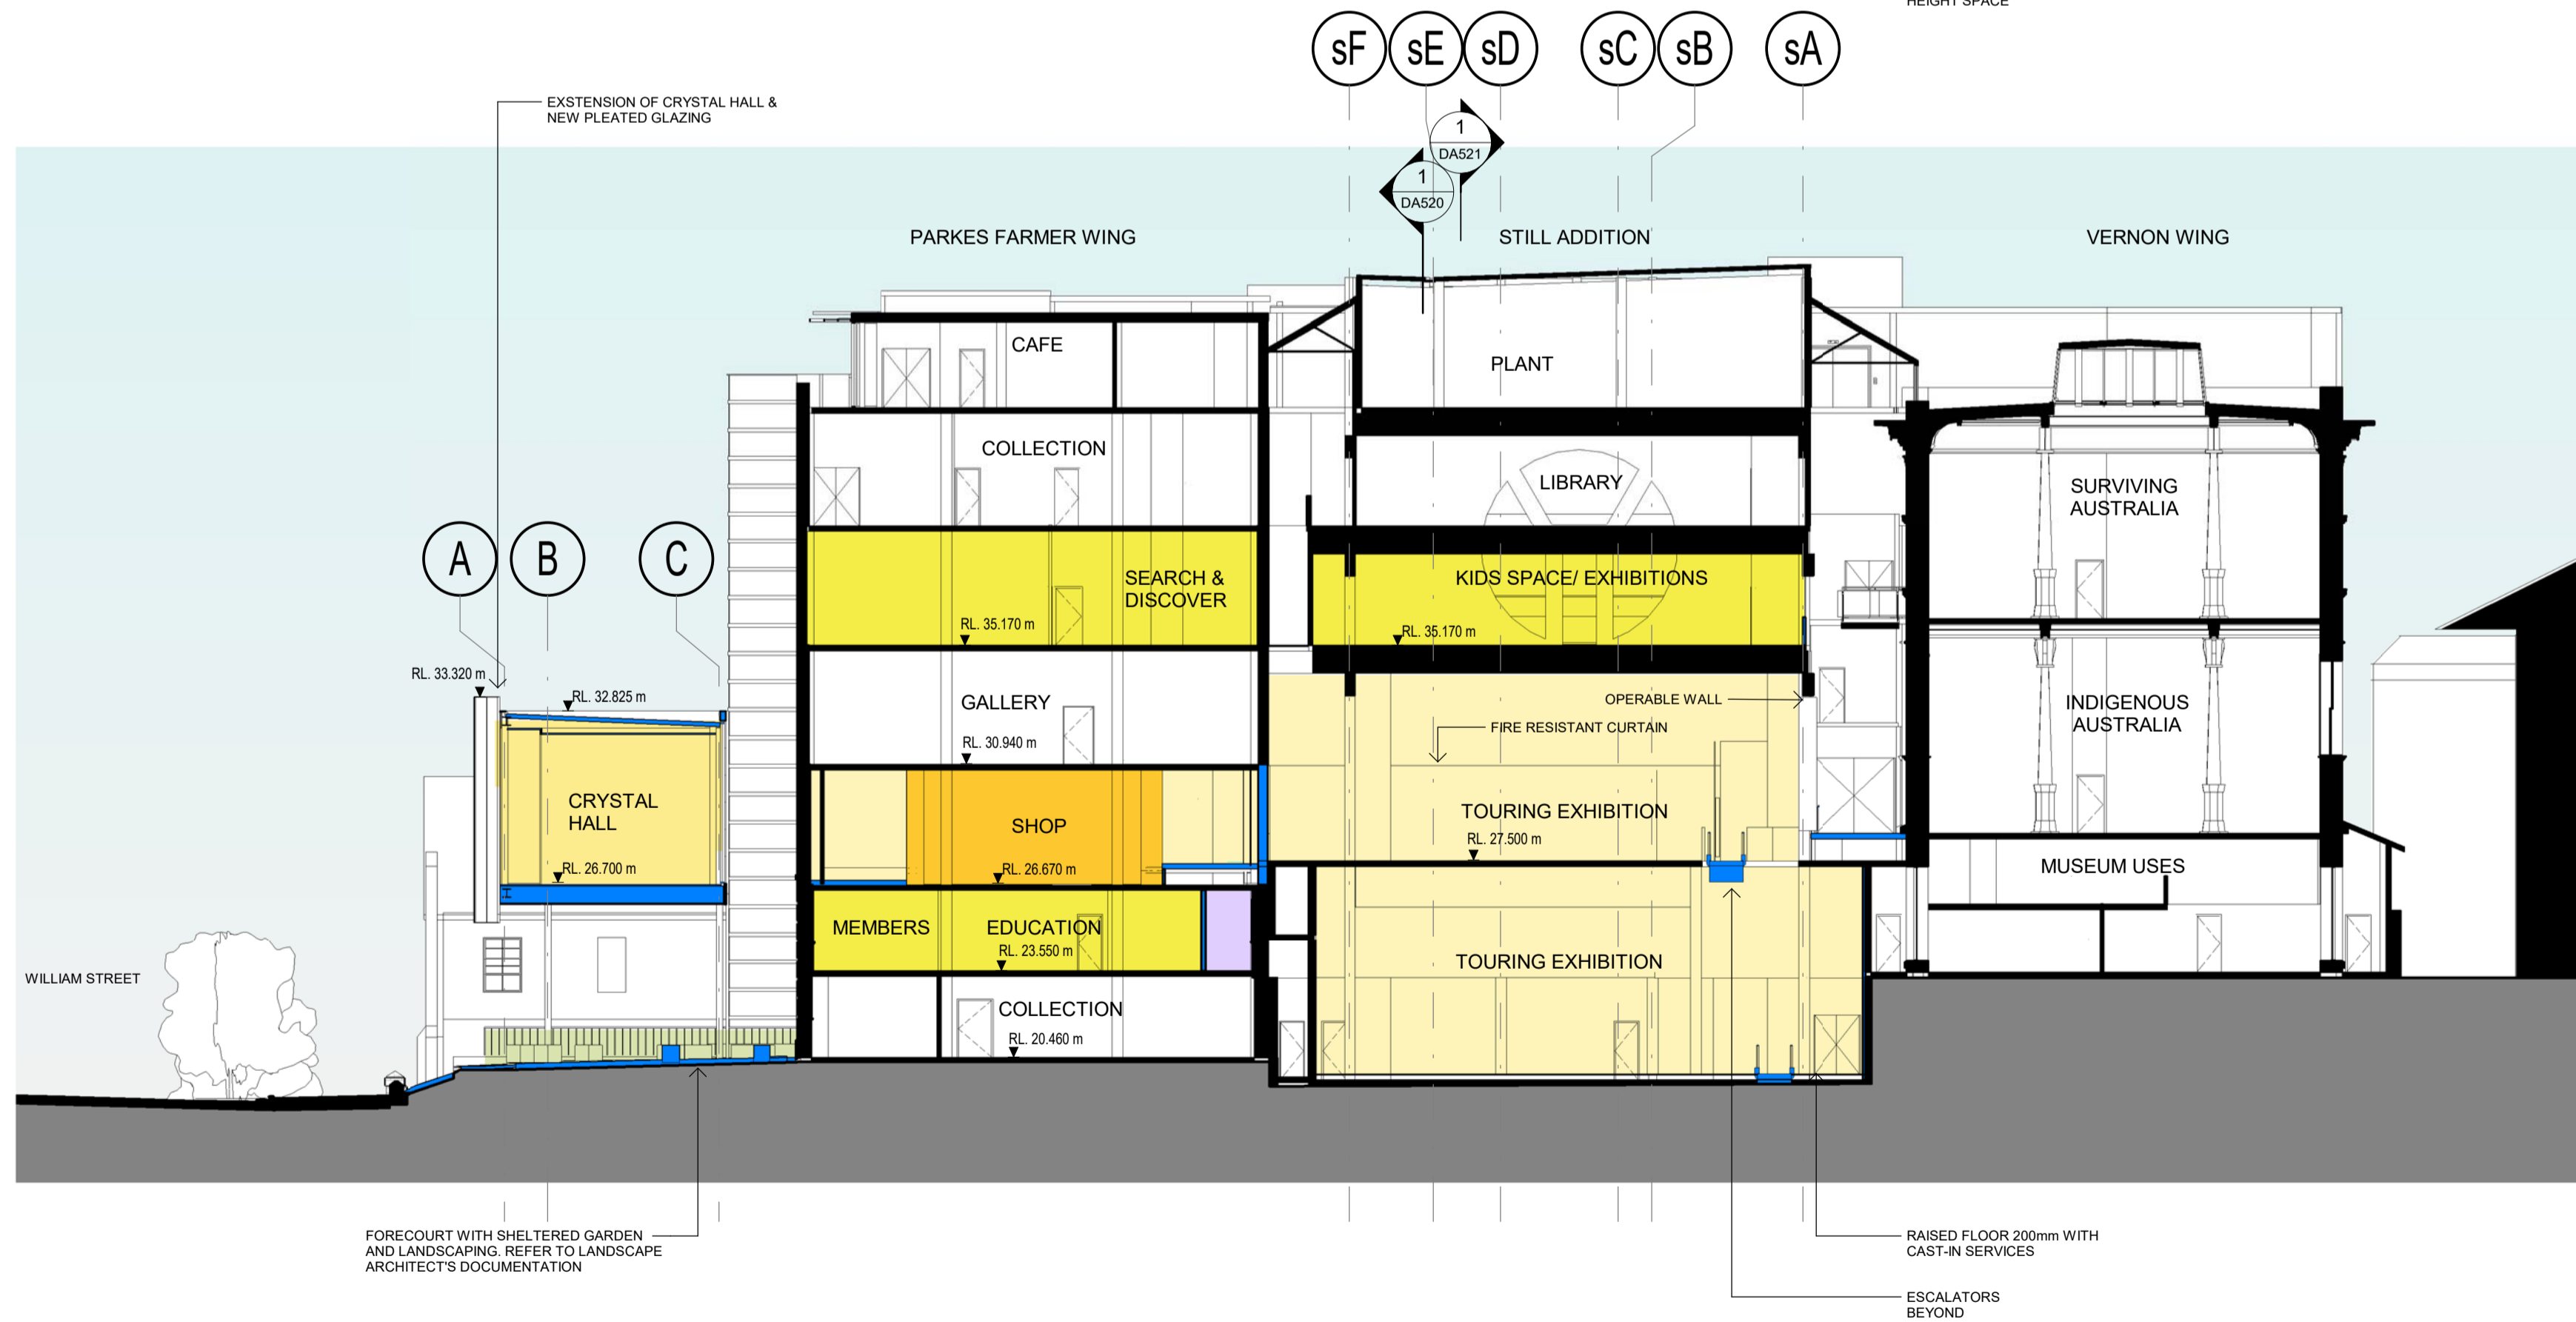 HEIGHT SPACE
sF sE sD sC sB sA
EXSTENSION OF CRYSTAL HALL &
NEW PLEATED GLAZING
1
DA521
1
DA520
PARKES FARMER WING
STILL ADDITION
VERNON WING
CAFE
PLANT
COLLECTION
LIBRARY
SURVIVING
AUSTRALIA
A B C
SEARCH &
DISCOVER
RL. 35.170 m
KIDS SPACE/ EXHIBITIONS
RL. 35.170 m
RL. 33.320 m
RL. 32.825 m
GALLERY
RL. 30.940 m
OPERABLE WALL
FIRE RESISTANT CURTAIN
INDIGENOUS
AUSTRALIA
CRYSTAL
HALL
RL. 26.700 m
SHOP
RL. 26.670 m
TOURING EXHIBITION
RL. 27.500 m
MUSEUM USES
MEMBERS
EDUCATION
RL. 23.550 m
TOURING EXHIBITION
WILLIAM STREET
COLLECTION
RL. 20.460 m
FORECOURT WITH SHELTERED GARDEN
AND LANDSCAPING. REFER TO LANDSCAPE
ARCHITECT'S DOCUMENTATION
RAISED FLOOR 200mm WITH
CAST-IN SERVICES
ESCALATORS
BEYOND